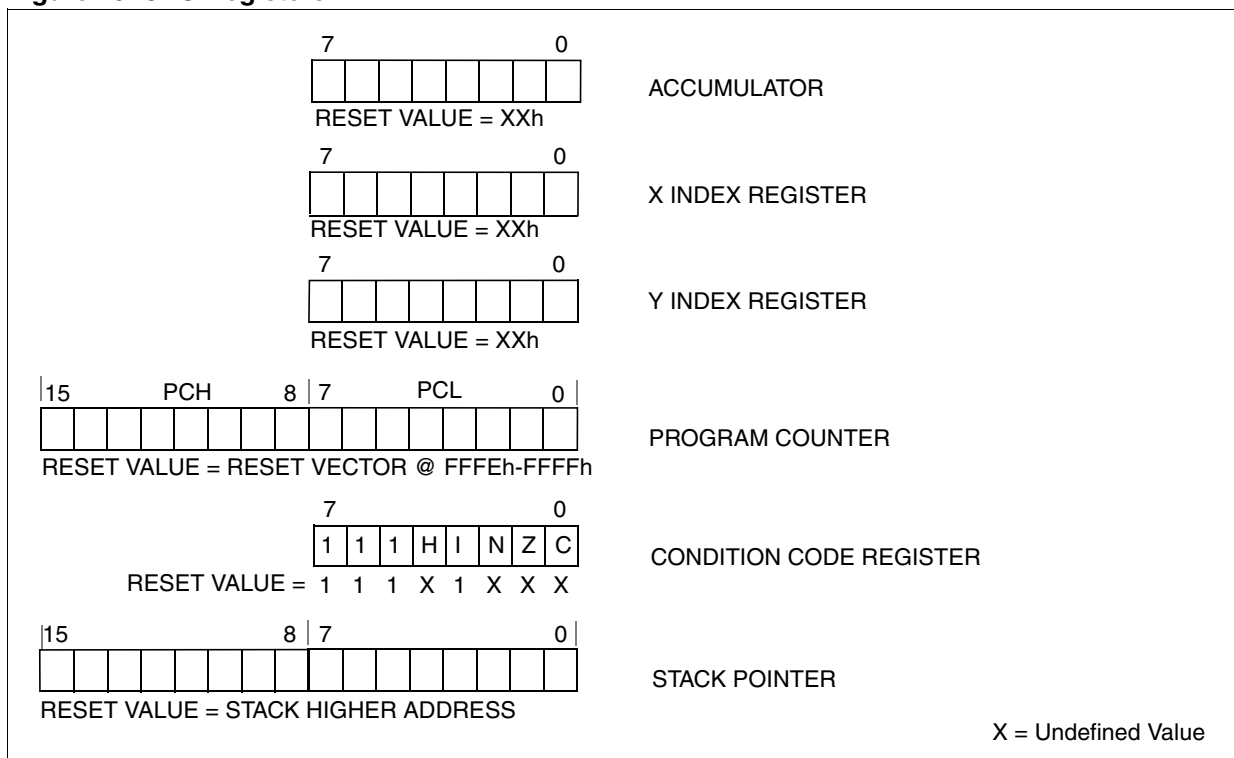 7 0
ACCUMULATOR
RESET VALUE = XXh
7 0
X INDEX REGISTER
RESET VALUE = XXh
7 0
Y INDEX REGISTER
RESET VALUE = XXh
15 PCH 8 7 PCL 0
PROGRAM COUNTER
RESET VALUE = RESET VECTOR @ FFFEh-FFFFh
7 0
1 1 1 H I N Z C
CONDITION CODE REGISTER
RESET VALUE = 1 1 1 X 1 X X X
15 8 7 0
STACK POINTER
RESET VALUE = STACK HIGHER ADDRESS
X = Undefined Value